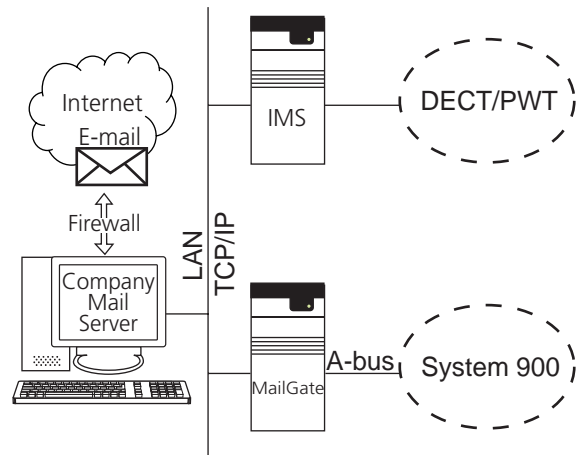 Internet
E-mail
Firewall
Company
Mail
Server
LAN
TCP/IP
IMS
DECT/PWT
MailGate
A-bus
System 900